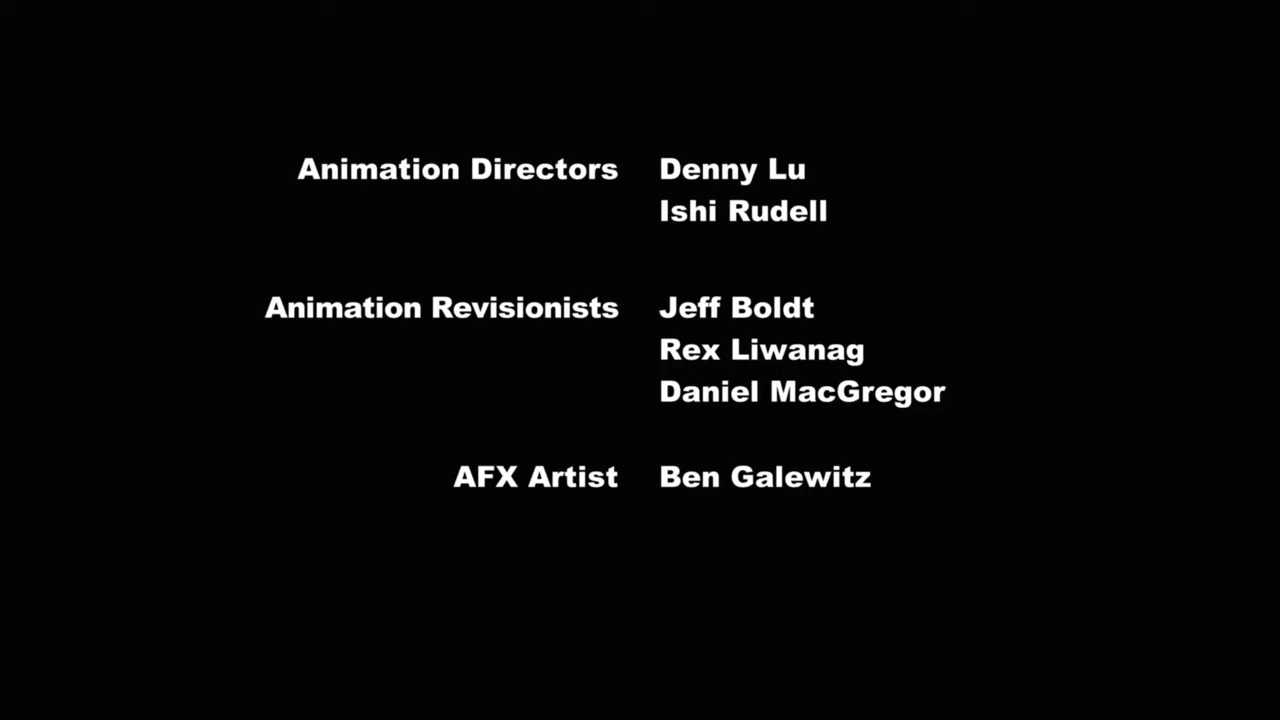 Animation Directors Denny Lu
Ishi Rudell
Animation Revisionists Jeff Boldt
Rex Liwanag
Daniel MacGregor
AFX Artist Ben Galewitz